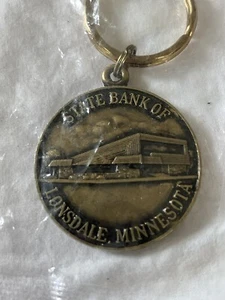 STATE BANK OF
LONSDALE, MINNESOTA